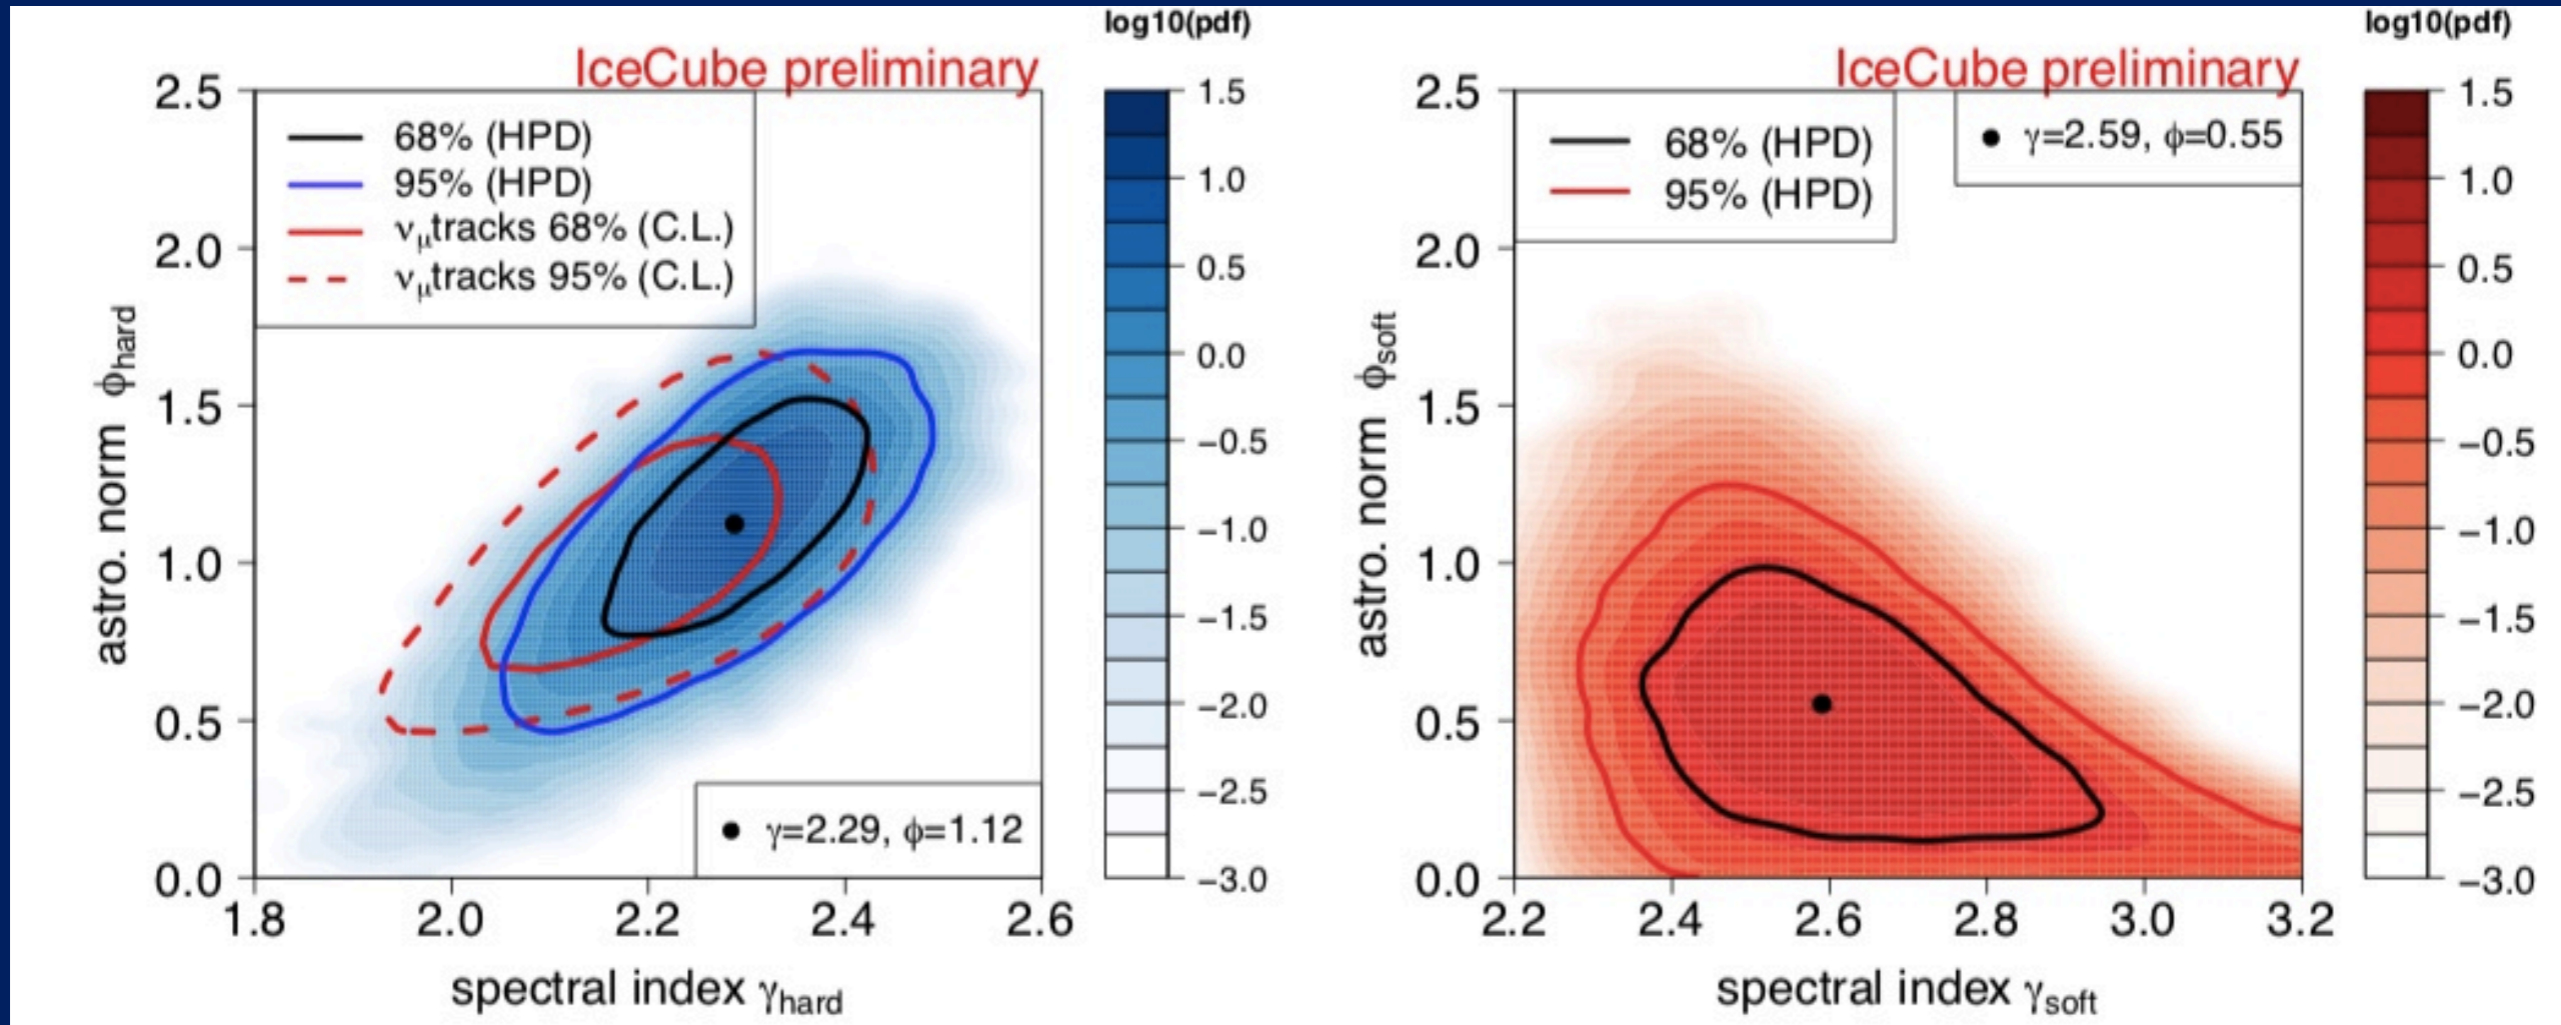 log10(pdf)
IceCube preliminary
68% (HPD)
95% (HPD)
νμtracks 68% (C.L.)
νμtracks 95% (C.L.)
γ=2.29, ϕ=1.12
2.5
2.0
1.5
1.0
0.5
0.0
astro. norm ϕhard
1.8 2.0 2.2 2.4 2.6
spectral index γhard
1.5
1.0
0.5
0.0
−0.5
−1.0
−1.5
−2.0
−2.5
−3.0
log10(pdf)
IceCube preliminary
68% (HPD)
95% (HPD)
γ=2.59, ϕ=0.55
2.5
2.0
1.5
1.0
0.5
0.0
astro. norm ϕsoft
2.2 2.4 2.6 2.8 3.0 3.2
spectral index γsoft
1.5
1.0
0.5
0.0
−0.5
−1.0
−1.5
−2.0
−2.5
−3.0